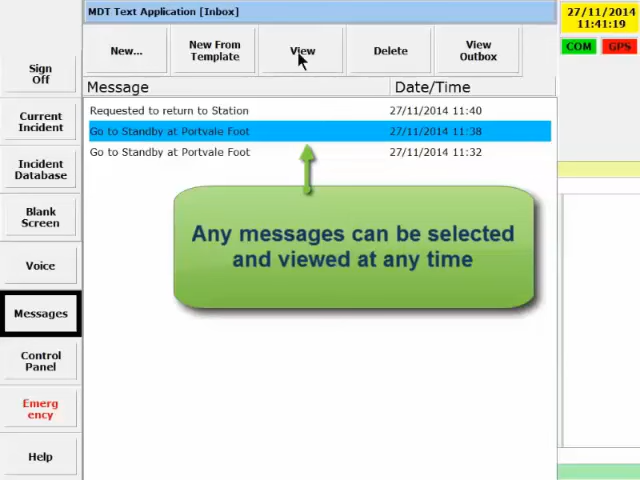 MDT Text Application [Inbox]
27/11/2014
11:41:19
COM GPS
New...
New From
Template
View
Delete
View
Outbox
Message Date/Time
Requested to return to Station 27/11/2014 11:40
Go to Standby at Portvale Foot 27/11/2014 11:38
Go to Standby at Portvale Foot 27/11/2014 11:32
Any messages can be selected
and viewed at any time
Sign
Off
Current
Incident
Incident
Database
Blank
Screen
Voice
Messages
Control
Panel
Emerg
ency
Help